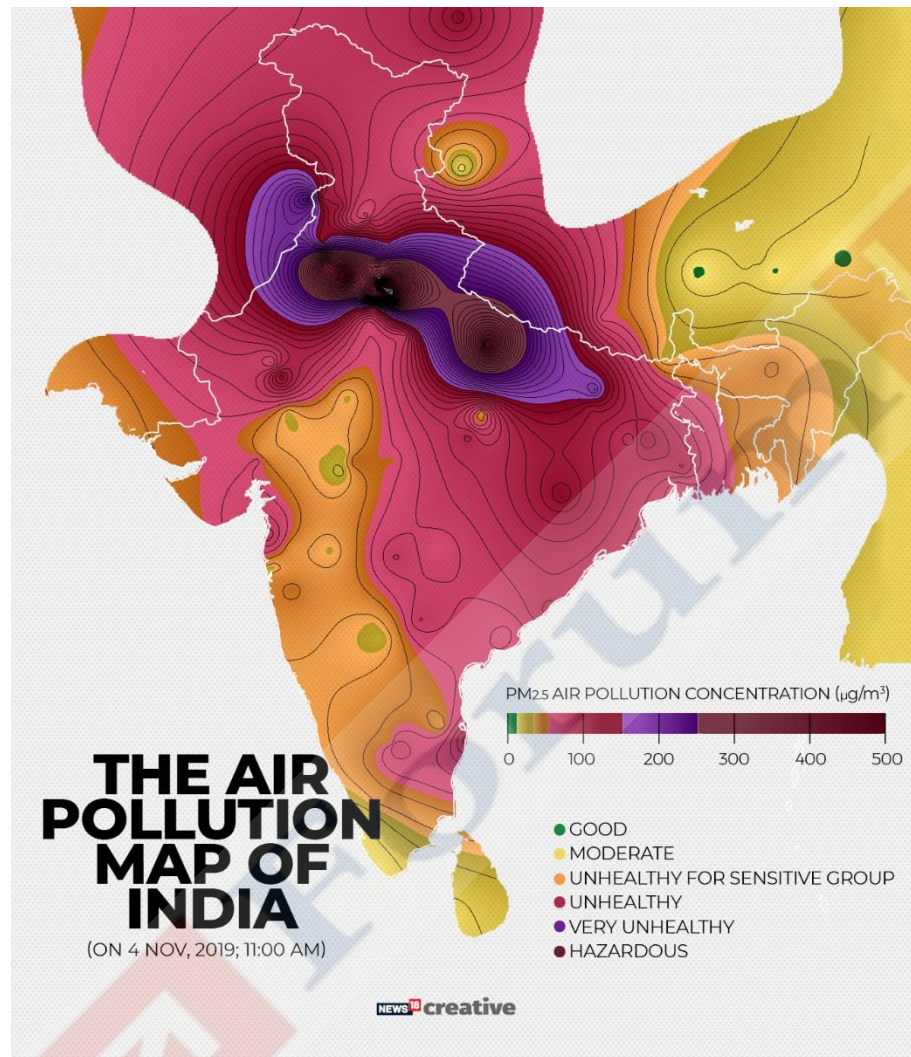 PM2.5 AIR POLLUTION CONCENTRATION (µg/m³)
0 100 200 300 400 500
THE AIR
POLLUTION
MAP OF
INDIA
(ON 4 NOV, 2019; 11:00 AM)
GOOD
MODERATE
UNHEALTHY FOR SENSITIVE GROUP
UNHEALTHY
VERY UNHEALTHY
HAZARDOUS
NEWS18 creative
Forum